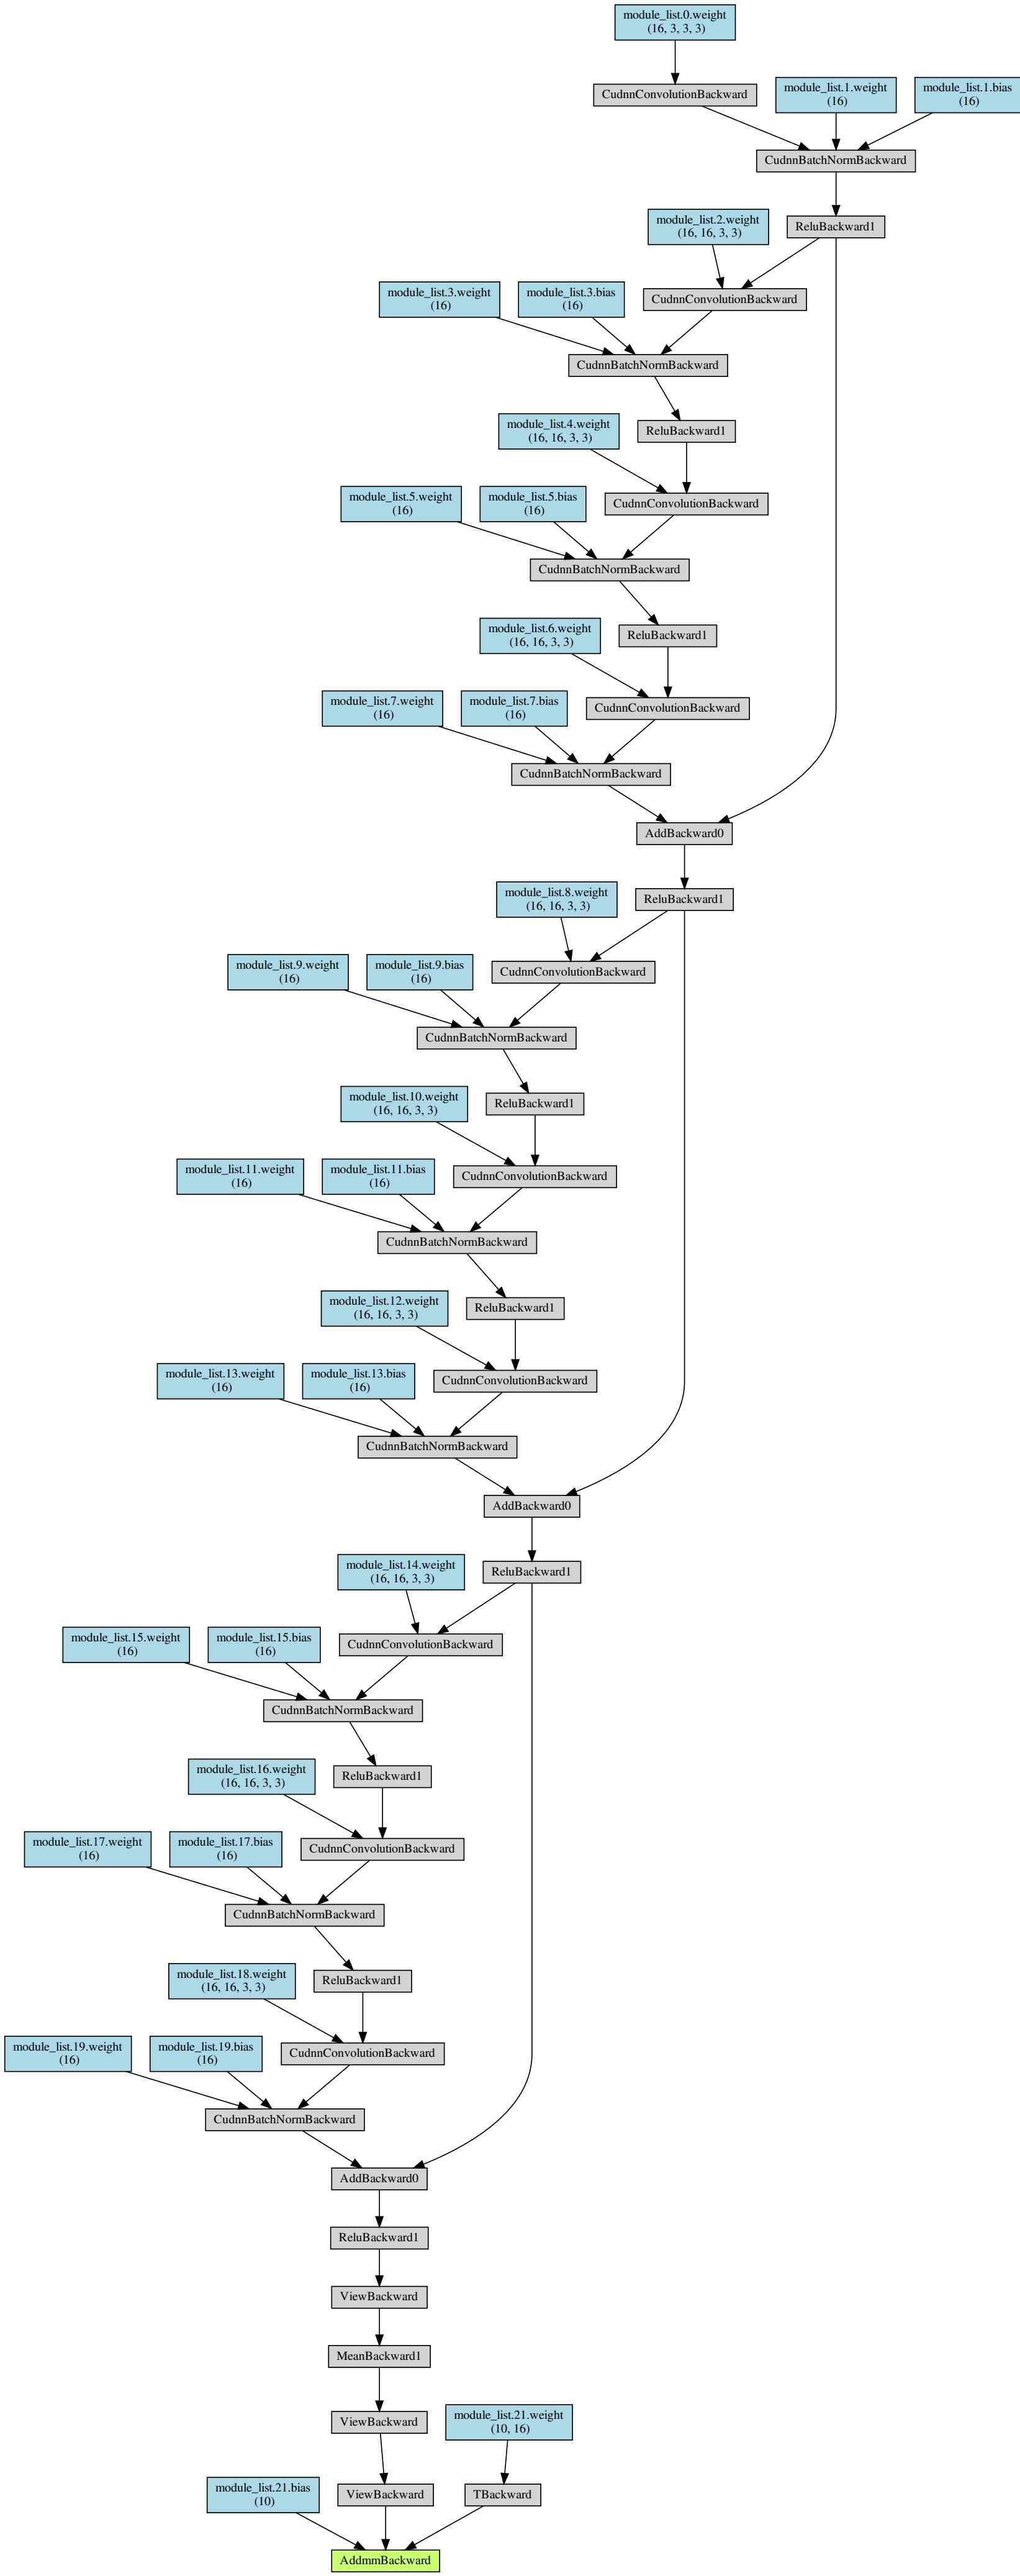 module_list.0.weight
(16, 3, 3, 3)
CudnnConvolutionBackward
module_list.1.weight
(16)
module_list.1.bias
(16)
CudnnBatchNormBackward
module_list.2.weight
(16, 16, 3, 3)
ReluBackward1
module_list.3.weight
(16)
module_list.3.bias
(16)
CudnnConvolutionBackward
CudnnBatchNormBackward
module_list.4.weight
(16, 16, 3, 3)
ReluBackward1
module_list.5.weight
(16)
module_list.5.bias
(16)
CudnnConvolutionBackward
CudnnBatchNormBackward
module_list.6.weight
(16, 16, 3, 3)
ReluBackward1
module_list.7.weight
(16)
module_list.7.bias
(16)
CudnnConvolutionBackward
CudnnBatchNormBackward
AddBackward0
module_list.8.weight
(16, 16, 3, 3)
ReluBackward1
module_list.9.weight
(16)
module_list.9.bias
(16)
CudnnConvolutionBackward
CudnnBatchNormBackward
module_list.10.weight
(16, 16, 3, 3)
ReluBackward1
module_list.11.weight
(16)
module_list.11.bias
(16)
CudnnConvolutionBackward
CudnnBatchNormBackward
module_list.12.weight
(16, 16, 3, 3)
ReluBackward1
module_list.13.weight
(16)
module_list.13.bias
(16)
CudnnConvolutionBackward
CudnnBatchNormBackward
AddBackward0
module_list.14.weight
(16, 16, 3, 3)
ReluBackward1
module_list.15.weight
(16)
module_list.15.bias
(16)
CudnnConvolutionBackward
CudnnBatchNormBackward
module_list.16.weight
(16, 16, 3, 3)
ReluBackward1
module_list.17.weight
(16)
module_list.17.bias
(16)
CudnnConvolutionBackward
CudnnBatchNormBackward
module_list.18.weight
(16, 16, 3, 3)
ReluBackward1
module_list.19.weight
(16)
module_list.19.bias
(16)
CudnnConvolutionBackward
CudnnBatchNormBackward
AddBackward0
ReluBackward1
ViewBackward
MeanBackward1
ViewBackward
module_list.21.weight
(10, 16)
module_list.21.bias
(10)
ViewBackward
TBackward
AddmmBackward